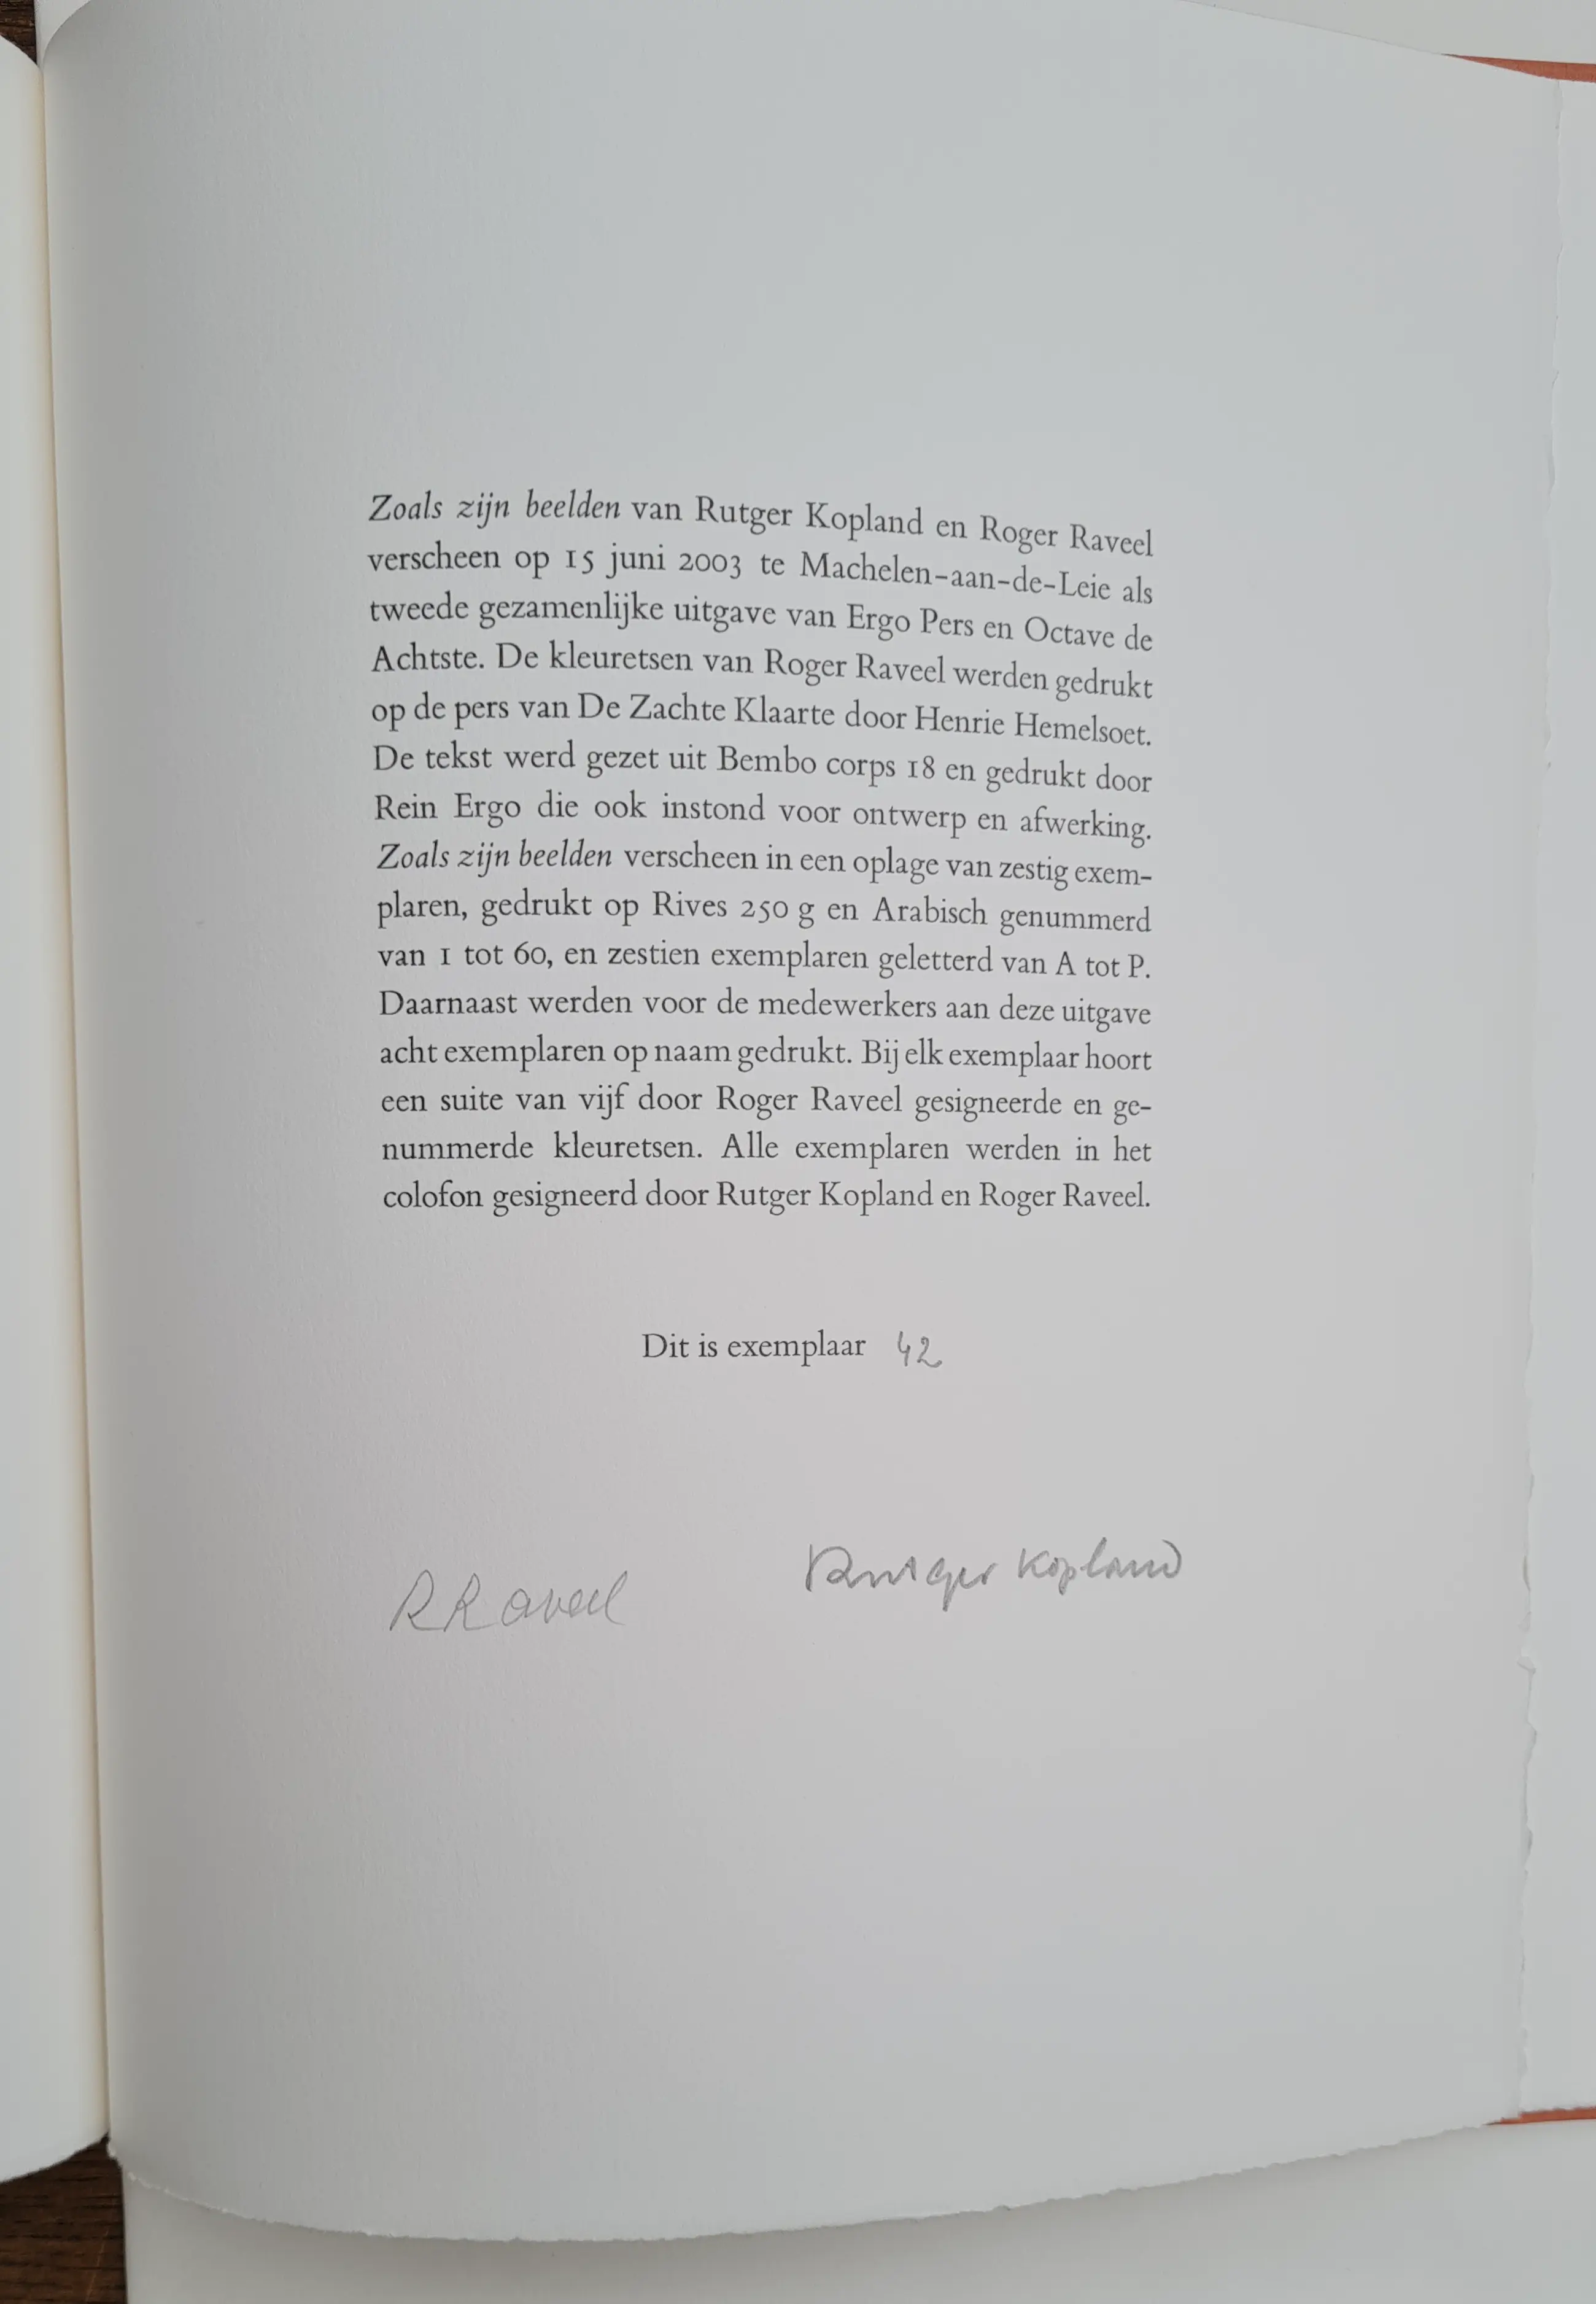 Zoals zijn beelden van Rutger Kopland en Roger Raveel
verscheen op 15 juni 2003 te Machelen-aan-de-Leie als
tweede gezamenlijke uitgave van Ergo Pers en Octave de
Achtste. De kleuretsen van Roger Raveel werden gedrukt
op de pers van De Zachte Klaarte door Henrie Hemelsoet.
De tekst werd gezet uit Bembo corps 18 en gedrukt door
Rein Ergo die ook instond voor ontwerp en afwerking.
Zoals zijn beelden verscheen in een oplage van zestig exem-
plaren, gedrukt op Rives 250 g en Arabisch genummerd
van 1 tot 60, en zestien exemplaren geletterd van A tot P.
Daarnaast werden voor de medewerkers aan deze uitgave
acht exemplaren op naam gedrukt. Bij elk exemplaar hoort
een suite van vijf door Roger Raveel gesigneerde en ge-
nummerde kleuretsen. Alle exemplaren werden in het
colofon gesigneerd door Rutger Kopland en Roger Raveel.
Dit is exemplaar 42
RRaveel Rutger Kopland